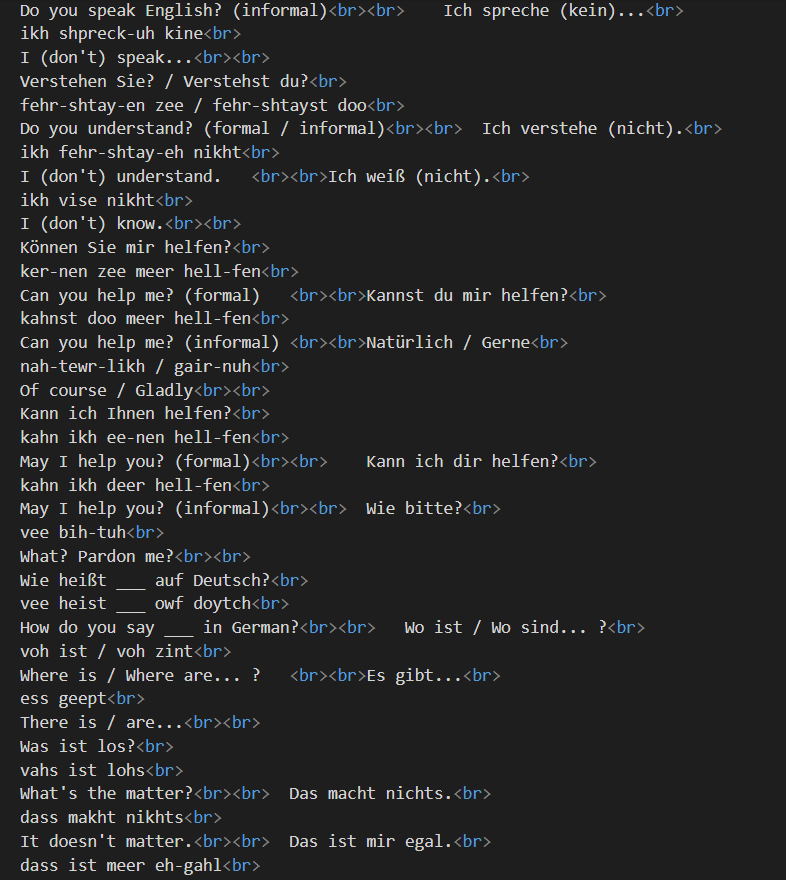 Do you speak English? (informal)<br><br>    Ich spreche (kein)...<br>
ikh shpreck-uh kine<br>
I (don't) speak...<br><br>
Verstehen Sie? / Verstehst du?<br>
fehr-shtay-en zee / fehr-shtayst doo<br>
Do you understand? (formal / informal)<br><br>  Ich verstehe (nicht).<br>
ikh fehr-shtay-eh nikht<br>
I (don't) understand.   <br><br>Ich weiß (nicht).<br>
ikh vise nikht<br>
I (don't) know.<br><br>
Können Sie mir helfen?<br>
ker-nen zee meer hell-fen<br>
Can you help me? (formal)   <br><br>Kannst du mir helfen?<br>
kahnst doo meer hell-fen<br>
Can you help me? (informal) <br><br>Natürlich / Gerne<br>
nah-tewr-likh / gair-nuh<br>
Of course / Gladly<br><br>
Kann ich Ihnen helfen?<br>
kahn ikh ee-nen hell-fen<br>
May I help you? (formal)<br><br>    Kann ich dir helfen?<br>
kahn ikh deer hell-fen<br>
May I help you? (informal)<br><br>  Wie bitte?<br>
vee bih-tuh<br>
What? Pardon me?<br><br>
Wie heißt ___ auf Deutsch?<br>
vee heist ___ owf doytch<br>
How do you say ___ in German?<br><br>   Wo ist / Wo sind... ?<br>
voh ist / voh zint<br>
Where is / Where are... ?   <br><br>Es gibt...<br>
ess geept<br>
There is / are...<br><br>
Was ist los?<br>
vahs ist lohs<br>
What's the matter?<br><br>  Das macht nichts.<br>
dass makht nikhts<br>
It doesn't matter.<br><br>  Das ist mir egal.<br>
dass ist meer eh-gahl<br>